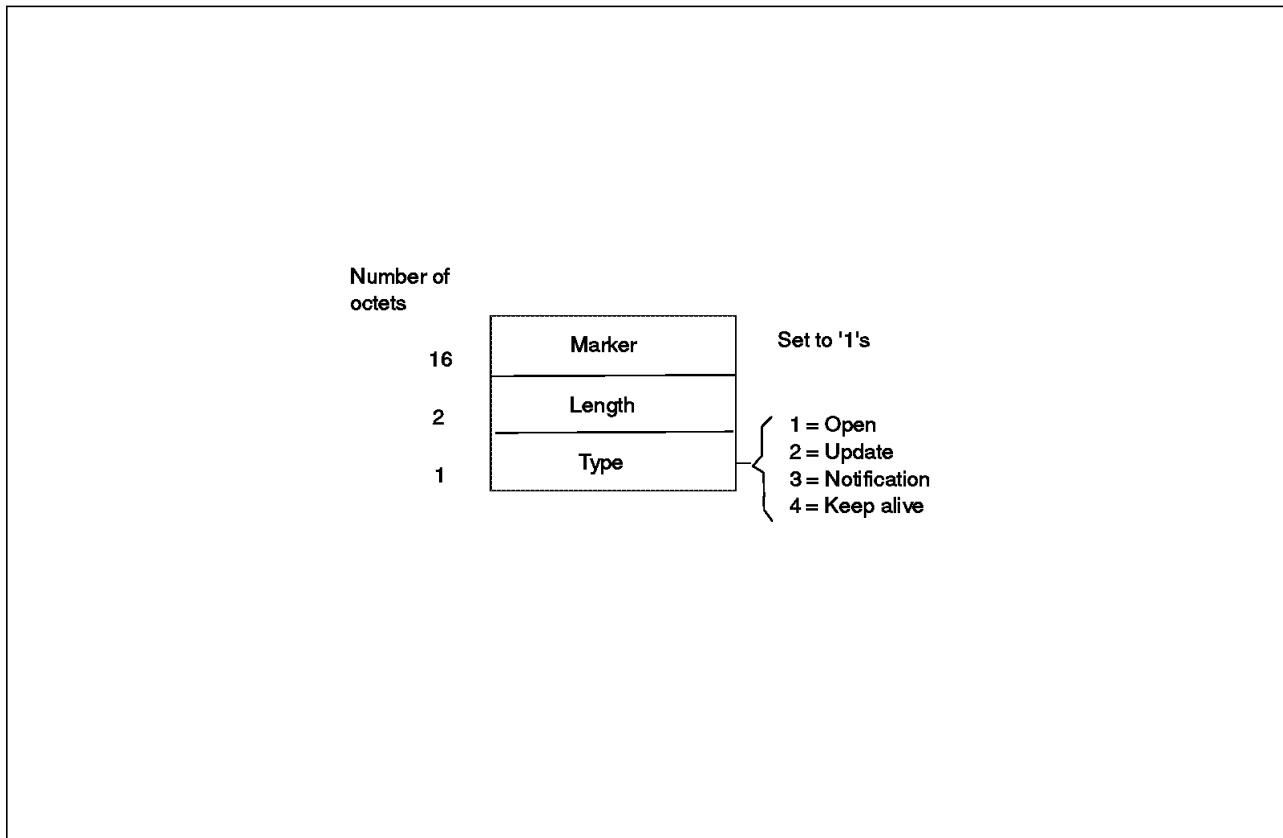 Number of
octets
16
Marker
Set to '1's
2
Length
1
Type
1 = Open
2 = Update
3 = Notification
4 = Keep alive